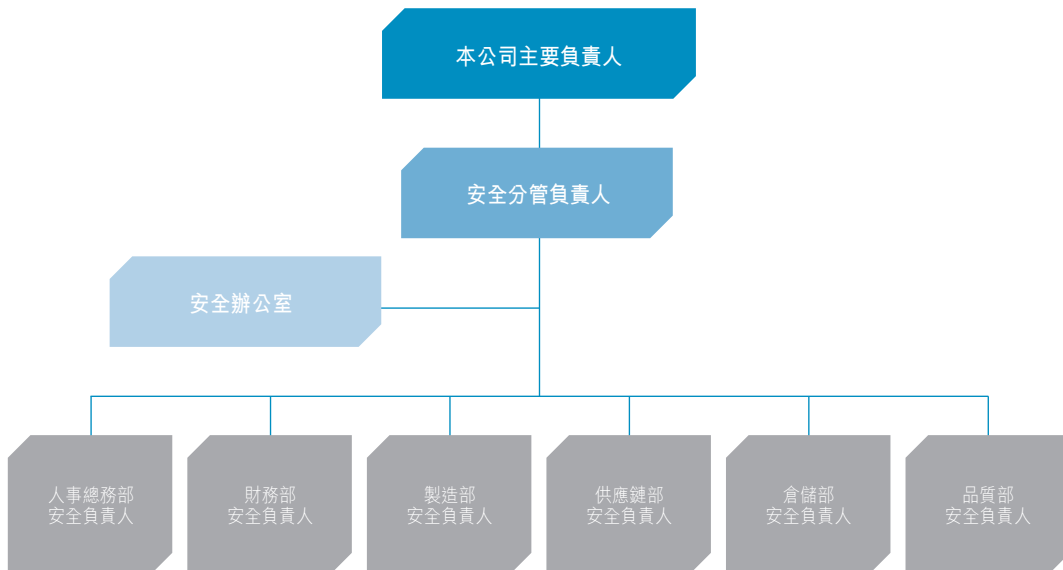 本公司主要負責人
安全分管負責人
安全辦公室
人事總務部
安全負責人
財務部
安全負責人
製造部
安全負責人
供應鏈部
安全負責人
倉儲部
安全負責人
品質部
安全負責人